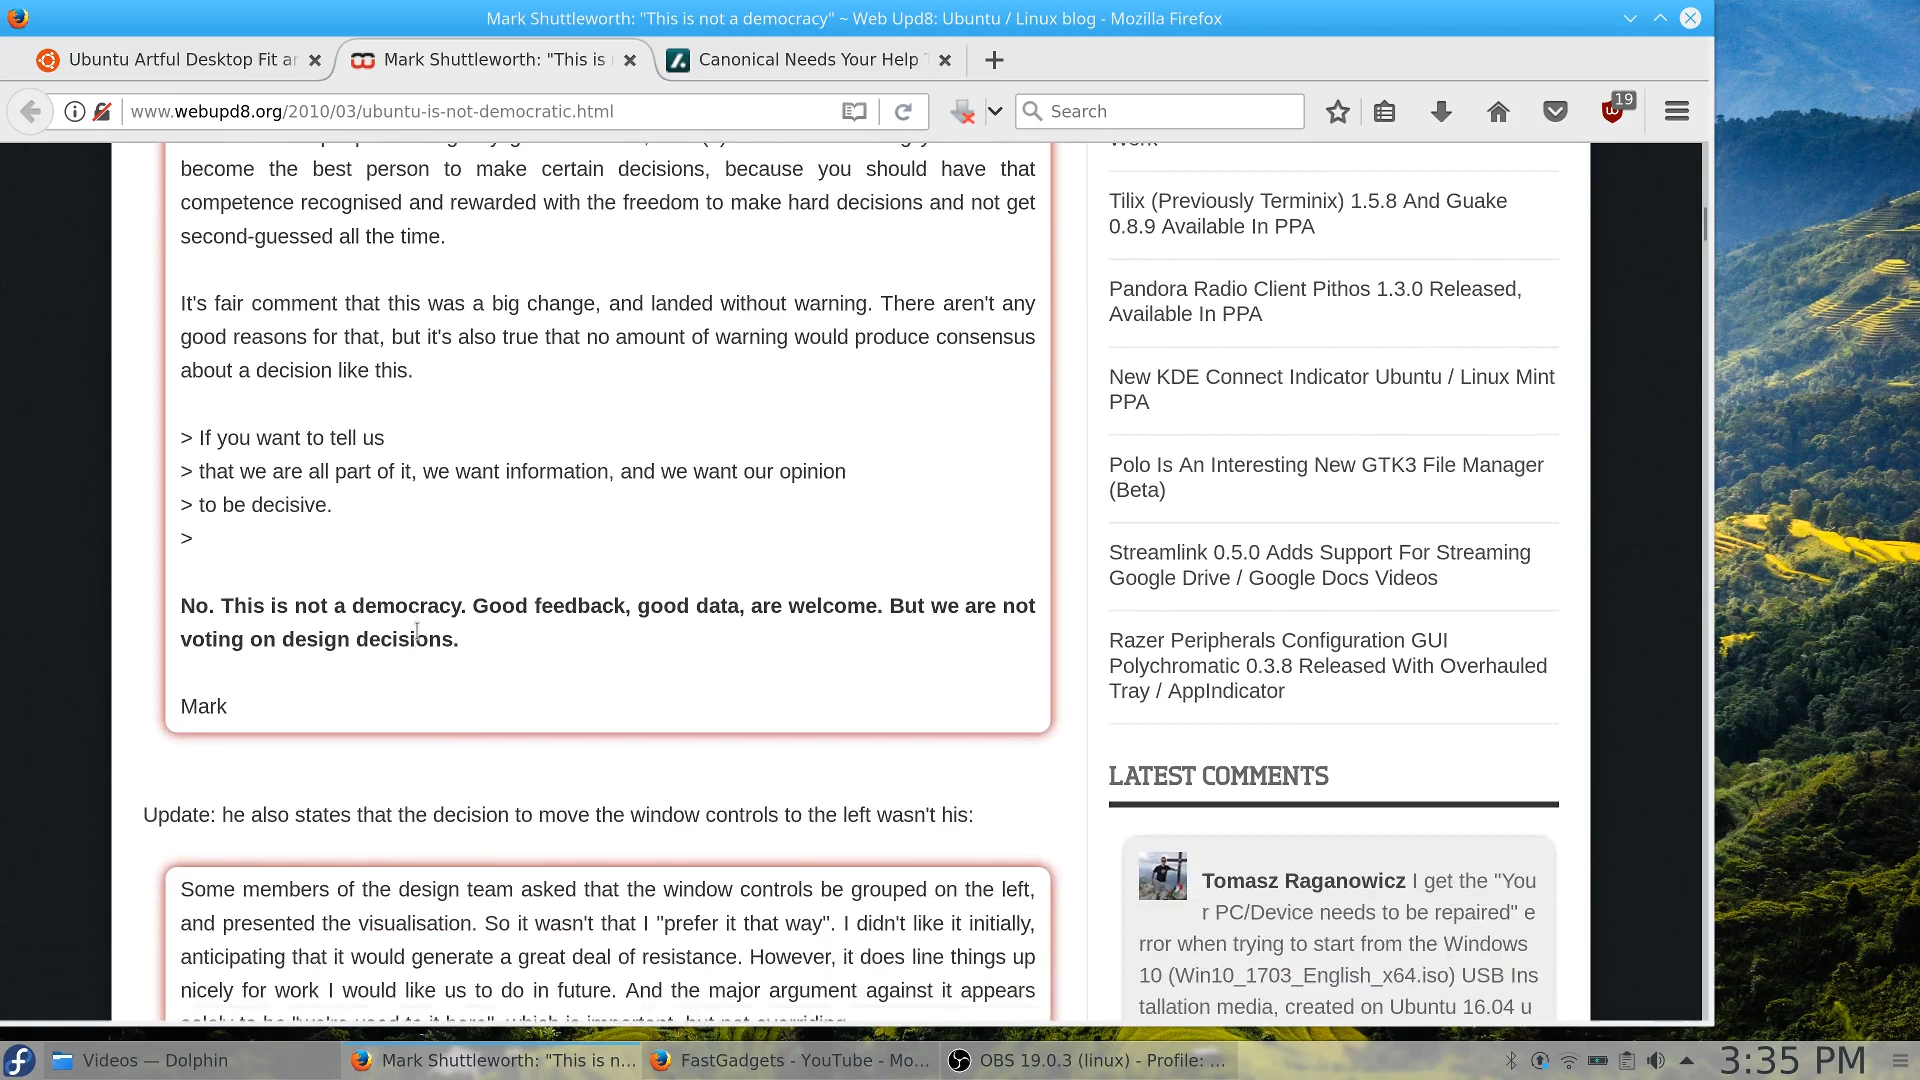 Mark Shuttleworth: "This is not a democracy" ~ Web Upd8: Ubuntu / Linux blog - Mozilla Firefox
Ubuntu Artful Desktop Fit ar
Mark Shuttleworth: "This is
Canonical Needs Your Help
www.webupd8.org/2010/03/ubuntu-is-not-democratic.html
Search
19
become the best person to make certain decisions, because you should have that
competence recognised and rewarded with the freedom to make hard decisions and not get
second-guessed all the time.
It's fair comment that this was a big change, and landed without warning. There aren't any
good reasons for that, but it's also true that no amount of warning would produce consensus
about a decision like this.
> If you want to tell us
> that we are all part of it, we want information, and we want our opinion
> to be decisive.
>
No. This is not a democracy. Good feedback, good data, are welcome. But we are not
voting on design decisions.
Mark
Update: he also states that the decision to move the window controls to the left wasn't his:
Some members of the design team asked that the window controls be grouped on the left,
and presented the visualisation. So it wasn't that I "prefer it that way". I didn't like it initially,
anticipating that it would generate a great deal of resistance. However, it does line things up
nicely for work I would like us to do in future. And the major argument against it appears
Work
Tilix (Previously Terminix) 1.5.8 And Guake
0.8.9 Available In PPA
Pandora Radio Client Pithos 1.3.0 Released,
Available In PPA
New KDE Connect Indicator Ubuntu / Linux Mint
PPA
Polo Is An Interesting New GTK3 File Manager
(Beta)
Streamlink 0.5.0 Adds Support For Streaming
Google Drive / Google Docs Videos
Razer Peripherals Configuration GUI
Polychromatic 0.3.8 Released With Overhauled
Tray / AppIndicator
LATEST COMMENTS
Tomasz Raganowicz I get the "You
r PC/Device needs to be repaired" e
rror when trying to start from the Windows
10 (Win10_1703_English_x64.iso) USB Ins
tallation media, created on Ubuntu 16.04 u
Videos — Dolphin
Mark Shuttleworth: "This is n...
FastGadgets - YouTube - Mo...
OBS 19.0.3 (linux) - Profile: ...
3:35 PM